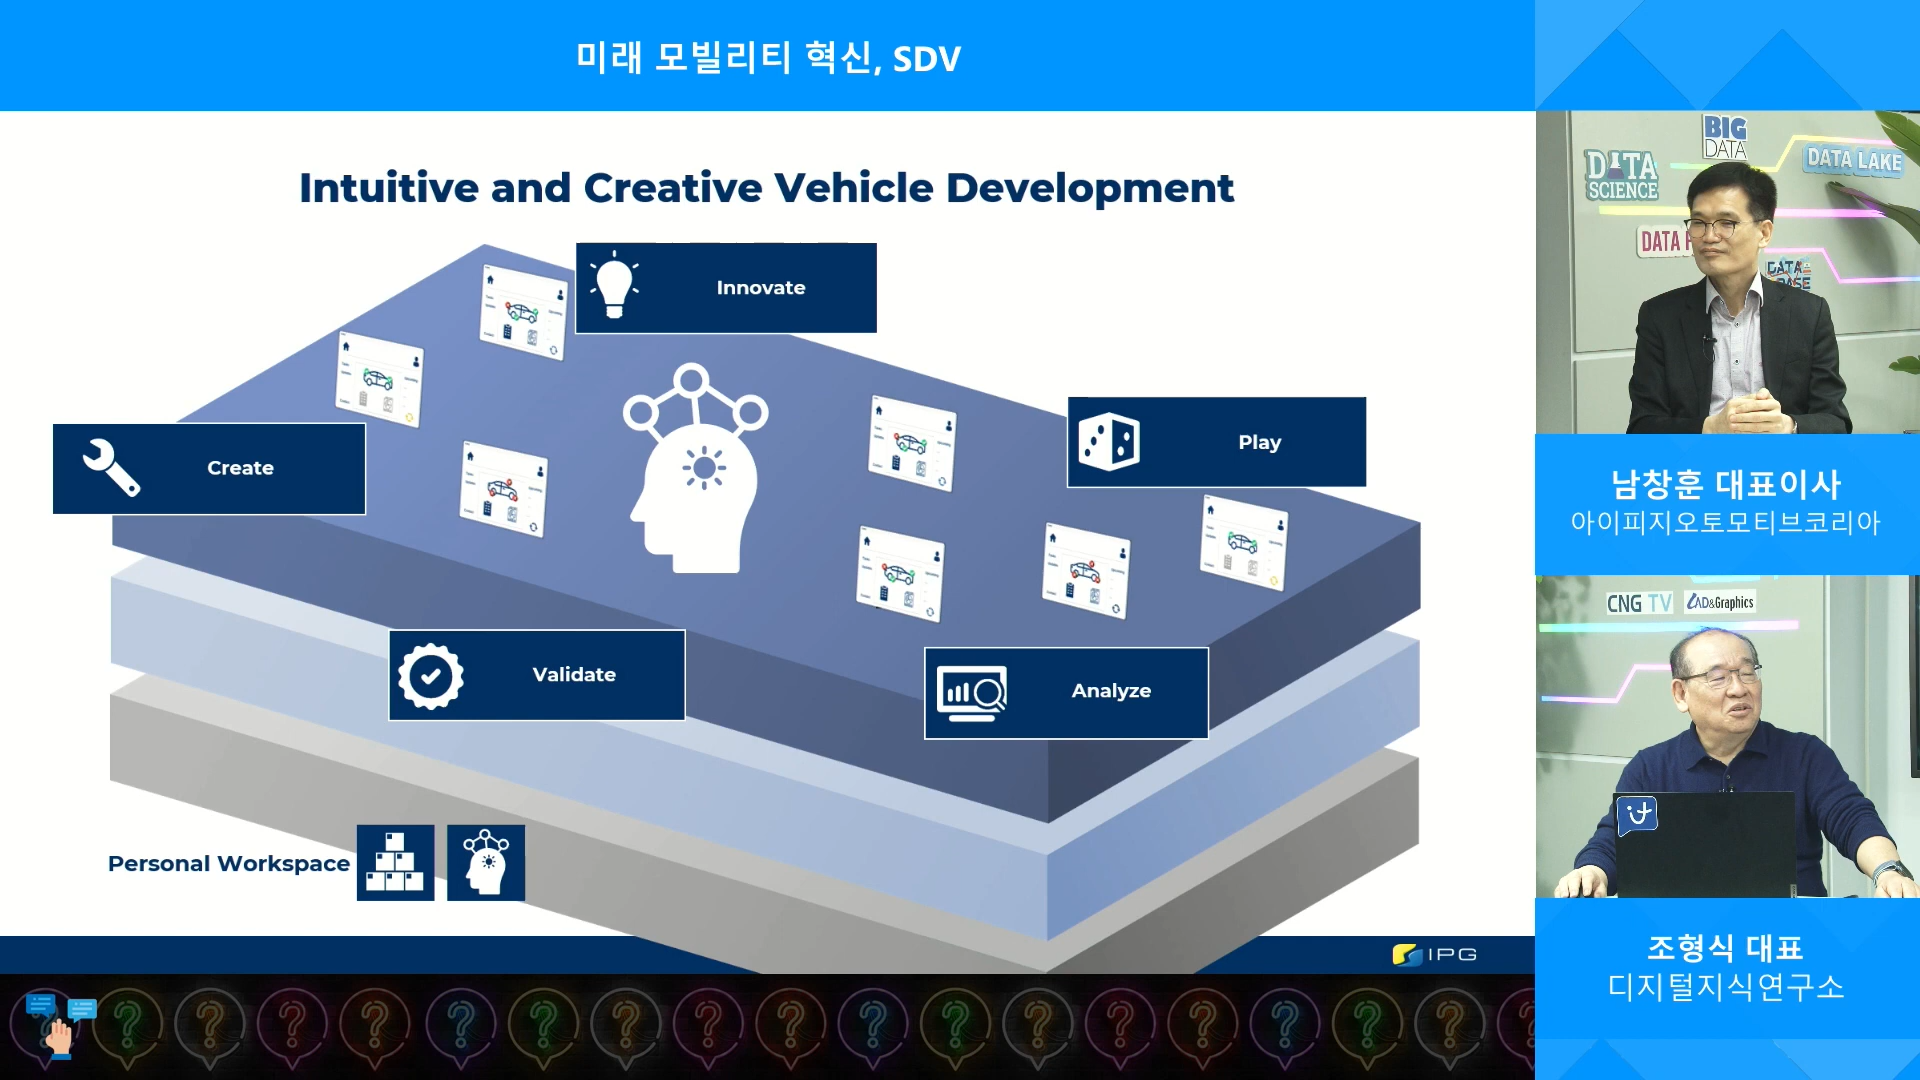 미래 모빌리티 혁신, SDV
Intuitive and Creative Vehicle Development
Innovate
Create
Play
Validate
Analyze
Personal Workspace
IPG
BIG
DATA
DATA
SCIENCE
DATA LAKE
DATA
DATA
남창훈 대표이사
아이피지오토모티브코리아
CNG TV
CAD&Graphics
조형식 대표
디지털지식연구소